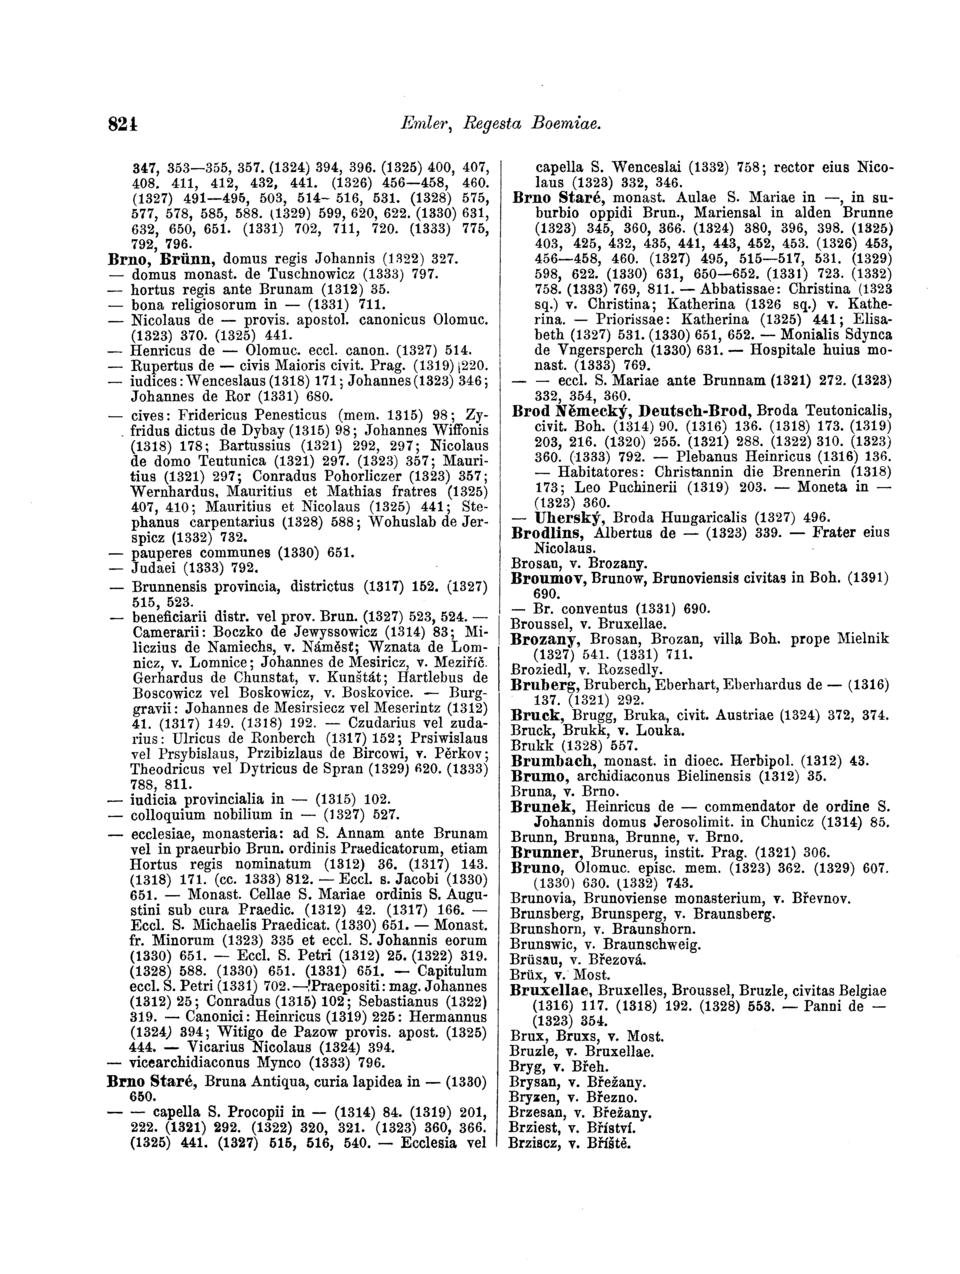 824
Emler, Regesta Boemiae.
347, 353—355, 357. (1324) 394, 396. (1325) 400, 407,
408. 411, 412, 432, 441. (1326) 456—458, 460.
(1327) 491—495, 503, 514- 516, 531. (1328) 575,
577, 578, 585, 588. (1329) 599, 620, 622. (1330) 631,
632, 650, 651. (1331) 702, 711, 720. (1333) 775,
792, 796.
Brno, Brünn, domus regis Johannis (1322) 327.
— domus monast. de Tuschnowicz (1333) 797.
— hortus regis ante Brunam (1312) 35.
— bona religiosorum in — (1331) 711.
— Nicolaus de — provis. apostol. canonicus Olomuc.
(1323) 370. (1325) 441.
— Henricus de — Olomuc. eccl. canon. (1327) 514.
— Rupertus de — civis Maioris civit. Prag. (1319) 220.
— iudices: Wenceslaus (1318) 171; Johannes (1323) 346;
Johannes de Ror (1331) 680.
— cives: Fridericus Penesticus (mem. 1315) 98; Zy-
fridus dictus de Dybay (1315) 98; Johannes Wiffonis
(1318) 178; Bartussius (1321) 292, 297; Nicolaus
de domo Teutunica (1321) 297. (1323) 357; Mauri-
tius (1321) 297; Conradus Pohorliczer (1323) 357;
Wernhardus, Mauritius et Mathias fratres (1325)
407, 410; Mauritius et Nicolaus (1325) 441; Ste-
phanus carpentarius (1328) 588; Wohuslab de Jer-
spicz (1332) 732.
— pauperes communes (1330) 651.
— Judaei (1333) 792.
— Brunnensis provincia, districtus (1317) 152. (1327)
515, 523.
— beneficiarii distr. vel prov. Brun. (1327) 523, 524. —
Camerarii: Boczko de Jewyssowicz (1314) 83; Mi-
liczius de Namiechs, v. Náměst; Wznata de Lom-
nicz, v. Lomnice; Johannes de Mesiricz, v. Meziříč.
Gerhardus de Chunstat, v. Kunštát; Hartlebus de
Boscowicz vel Boskowicz, v. Boskovice. — Burg-
gravii: Johannes de Mesirsiecz vel Meserintz (1312)
41. (1317) 149. (1318) 192. — Czudarius vel zuda-
rius: Ulricus de Ronberch (1317) 152; Prsiwislaus
vel Prsybislaus, Przibizlaus de Bircowi, v. Pěrkov;
Theodricus vel Dytricus de Spran (1329) 620. (1333)
788, 811.
— iudicia provincialia in — (1315) 102.
— colloquium nobilium in — (1327) 527.
— ecclesiae, monasteria: ad S. Annam ante Brunam
vel in praeurbio Brun. ordinis Praedicatorum, etiam
Hortus regis nominatum (1312) 36. (1317) 143.
(1318) 171. (cc. 1333) 812. — Eccl. s. Jacobi (1330)
651. — Monast. Cellae S. Mariae ordinis S. Augu-
stini sub cura Praedic. (1312) 42. (1317) 166. —
Eccl. S. Michaelis Praedicat. (1330) 651. — Monast.
fr. Minorum (1323) 335 et eccl. S. Johannis eorum
(1330) 651. — Eccl. S. Petri (1312) 25. (1322) 319.
(1328) 588. (1330) 651. (1331) 651. — Capitulum
eccl. S. Petri (1331) 702.—Praepositi: mag. Johannes
(1312) 25; Conradus (1315) 102; Sebastianus (1322)
319. — Canonici: Heinricus (1319) 225: Hermannus
(1324) 394; Witigo de Pazow provis. apost. (1325)
444. — Vicarius Nicolaus (1324) 394.
— vicearchidiaconus Mynco (1333) 796.
Brno Staré, Bruna Antiqua, curia lapidea in — (1330)
650.
— — capella S. Procopii in — (1314) 84. (1319) 201,
222. (1321) 292. (1322) 320, 321. (1323) 360, 366.
(1325) 441. (1327) 515, 516, 540. — Ecclesia vel
capella S. Wenceslai (1332) 758; rector eius Nico-
laus (1323) 332, 346.
Brno Staré, monast. Aulae S. Mariae in —, in su-
burbio oppidi Brun., Mariensal in alden Brunne
(1323) 345, 360, 366. (1324) 380, 396, 398. (1325)
403, 425, 432, 435, 441, 443, 452, 453. (1326) 453,
456—458, 460. (1327) 495, 515—517, 531. (1329)
598, 622. (1330) 631, 650—652. (1331) 723. (1332)
758. (1333) 769, 811. — Abbatissae: Christina (1323
sq.) v. Christina; Katherina (1326 sq.) v. Kathe-
rina. — Priorissae: Katherina (1325) 441; Elisa-
beth (1327) 531. (1330) 651, 652. — Monialis Sdynca
de Vngersperch (1330) 631. — Hospitale huius mo-
nast. (1333) 769.
— — eccl. S. Mariae ante Brunnam (1321) 272. (1323)
332, 354, 360.
Brod Německý, Deutsch-Brod, Broda Teutonicalis,
civit. Boh. (1314) 90. (1316) 136. (1318) 173. (1319)
203, 216. (1320) 255. (1321) 288. (1322) 310. (1323)
360. (1333) 792. — Plebanus Heinricus (1316) 136.
— Habitatores: Christannin die Brennerin (1318)
173; Leo Puchinerii (1319) 203. — Moneta in —
(1323) 360.
— Uherský, Broda Hungaricalis (1327) 496.
Brodlins, Albertus de — (1323) 339. — Frater eius
Nicolaus.
Brosan, v. Brozany.
Broumov, Brunow, Brunoviensis civitas in Boh. (1391)
690.
— Br. conventus (1331) 690.
Broussel, v. Bruxellae.
Brozany, Brosan, Brozan, villa Boh. prope Mielnik
(1327) 541. (1331) 711.
Broziedl, v. Rozsedly.
Bruberg, Bruberch, Eberhart, Eberhardus de — (1316)
137. (1321) 292.
Bruck, Brugg, Bruka, civit. Austriae (1324) 372, 374.
Bruck, Brukk, v. Louka.
Brukk (1328) 557.
Brumbach, monast. in dioec. Herbipol. (1312) 43.
Brumo, archidiaconus Bielinensis (1312) 35.
Bruna, v. Brno.
Brunek, Heinricus de — commendator de ordine S.
Johannis domus Jerosolimit. in Chunicz (1314) 85.
Brunn, Brunna, Brunne, v. Brno.
Brunner, Brunerus, instit. Prag. (1321) 306.
Bruno, Olomuc. episc. mem. (1323) 362. (1329) 607.
(1330) 630. (1332) 743.
Brunovia, Brunoviense monasterium, v. Břevnov.
Brunsberg, Brunsperg, v. Braunsberg.
Brunshorn, v. Braunshorn.
Brunswic, v. Braunschweig.
Brüsau, v. Březová.
Brüx, v. Most.
Bruxellae, Bruxelles, Broussel, Bruzle, civitas Belgiae
(1316) 117. (1318) 192. (1328) 553. — Panni de —
(1323) 354.
Brux, Bruxs, v. Most.
Bruzle, v. Bruxellae.
Bryg, v. Břeh.
Brysan, v. Břežany.
Bryzen, v. Březno.
Brzesan, v. Břežany.
Brziest, v. Bříství.
Brziscz, v. Bříště.